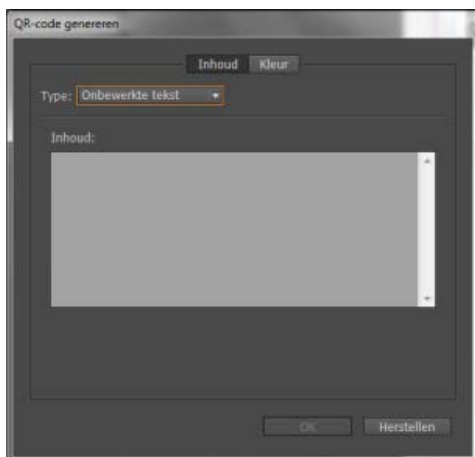 QR-code genereren
Inhoud Kleur
Type: Onbewerkte tekst
Inhoud:
OK Herstellen